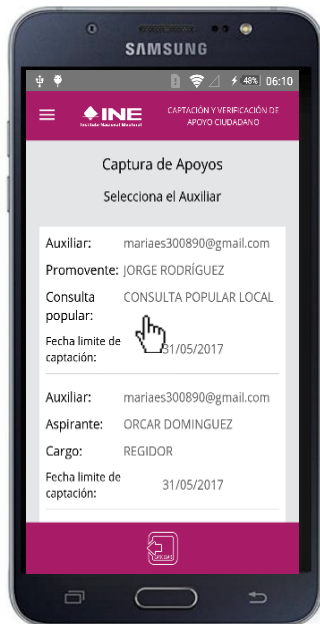 SAMSUNG
48% 06:10
INE
Instituto Nacional Electoral
CAPTACIÓN Y VERIFICACIÓN DE
APOYO CIUDADANO
Captura de Apoyos
Selecciona el Auxiliar
Auxiliar: mariaes300890@gmail.com
Promovente: JORGE RODRÍGUEZ
Consulta CONSULTA POPULAR LOCAL
popular:
Fecha limite de
captación: 31/05/2017
Auxiliar: mariaes300890@gmail.com
Aspirante: ORCAR DOMINGUEZ
Cargo: REGIDOR
Fecha limite de
captación: 31/05/2017